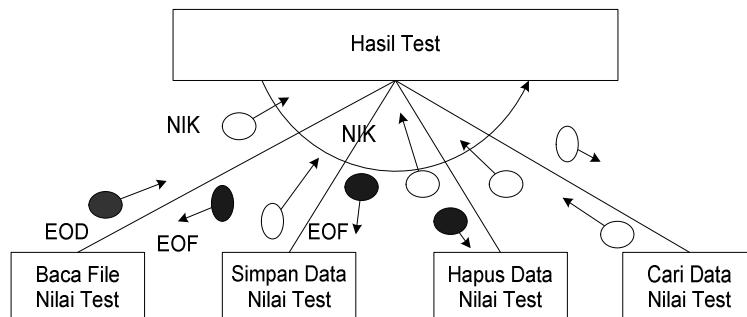 Hasil Test
NIK
NIK
EOD
EOF
EOF
Baca File
Nilai Test
Simpan Data
Nilai Test
Hapus Data
Nilai Test
Cari Data
Nilai Test